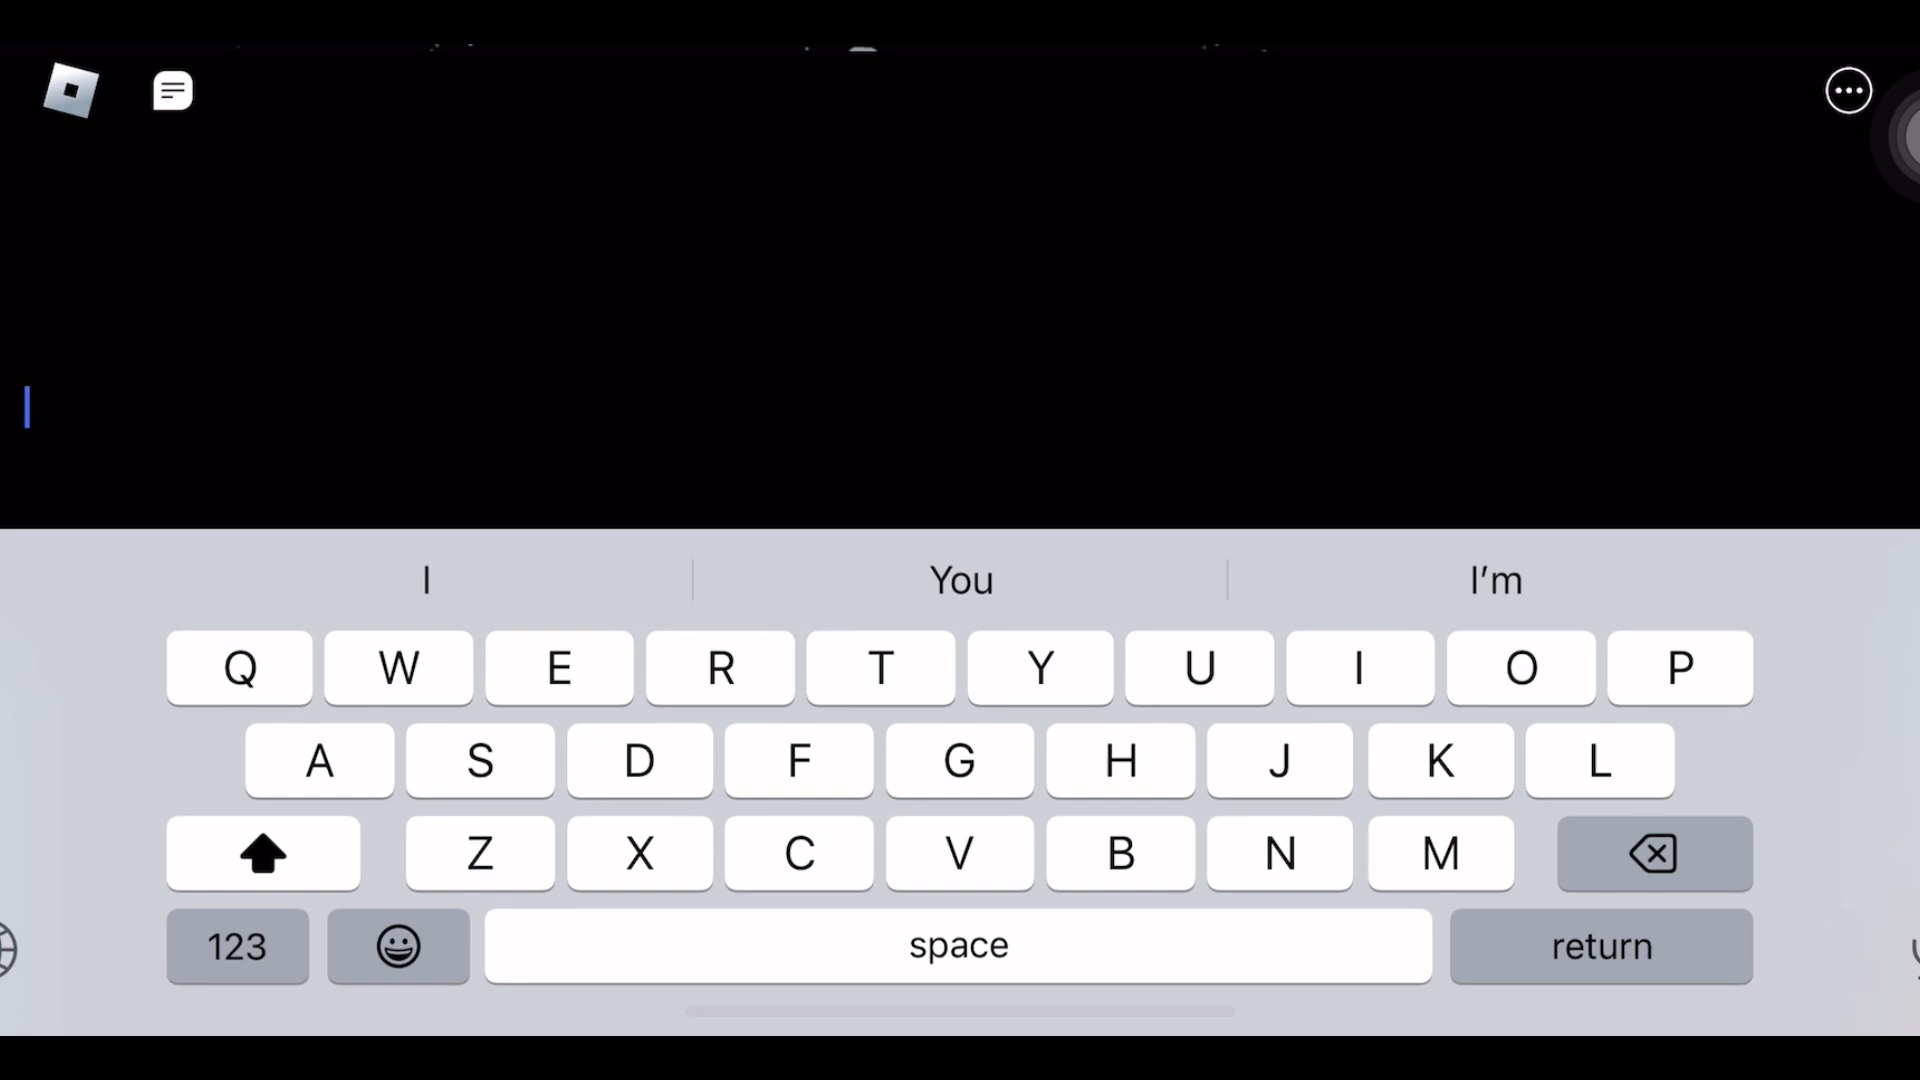 I You I'm
Q W E R T Y U I O P
A S D F G H J K L
Z X C V B N M
123 space return